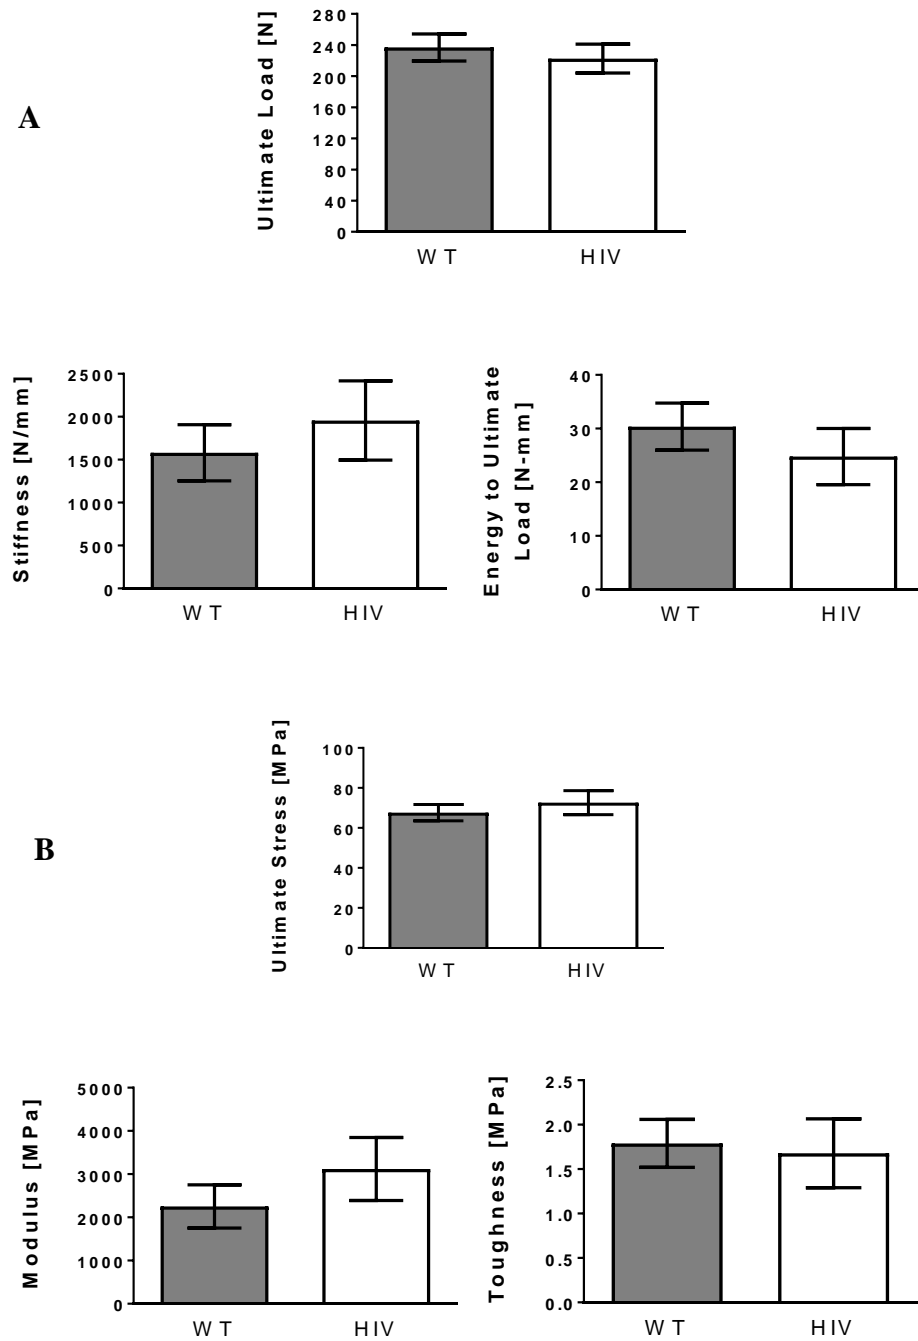 A
Ultimate Load [N]
280
240
200
160
120
80
40
0
WT
HIV
Stiffness [N/mm]
2500
2000
1500
1000
500
0
WT
HIV
Energy to Ultimate
Load [N-mm]
40
30
20
10
0
WT
HIV
B
Ultimate Stress [MPa]
100
80
60
40
20
0
WT
HIV
Modulus [MPa]
5000
4000
3000
2000
1000
0
WT
HIV
Toughness [MPa]
2.5
2.0
1.5
1.0
0.5
0.0
WT
HIV